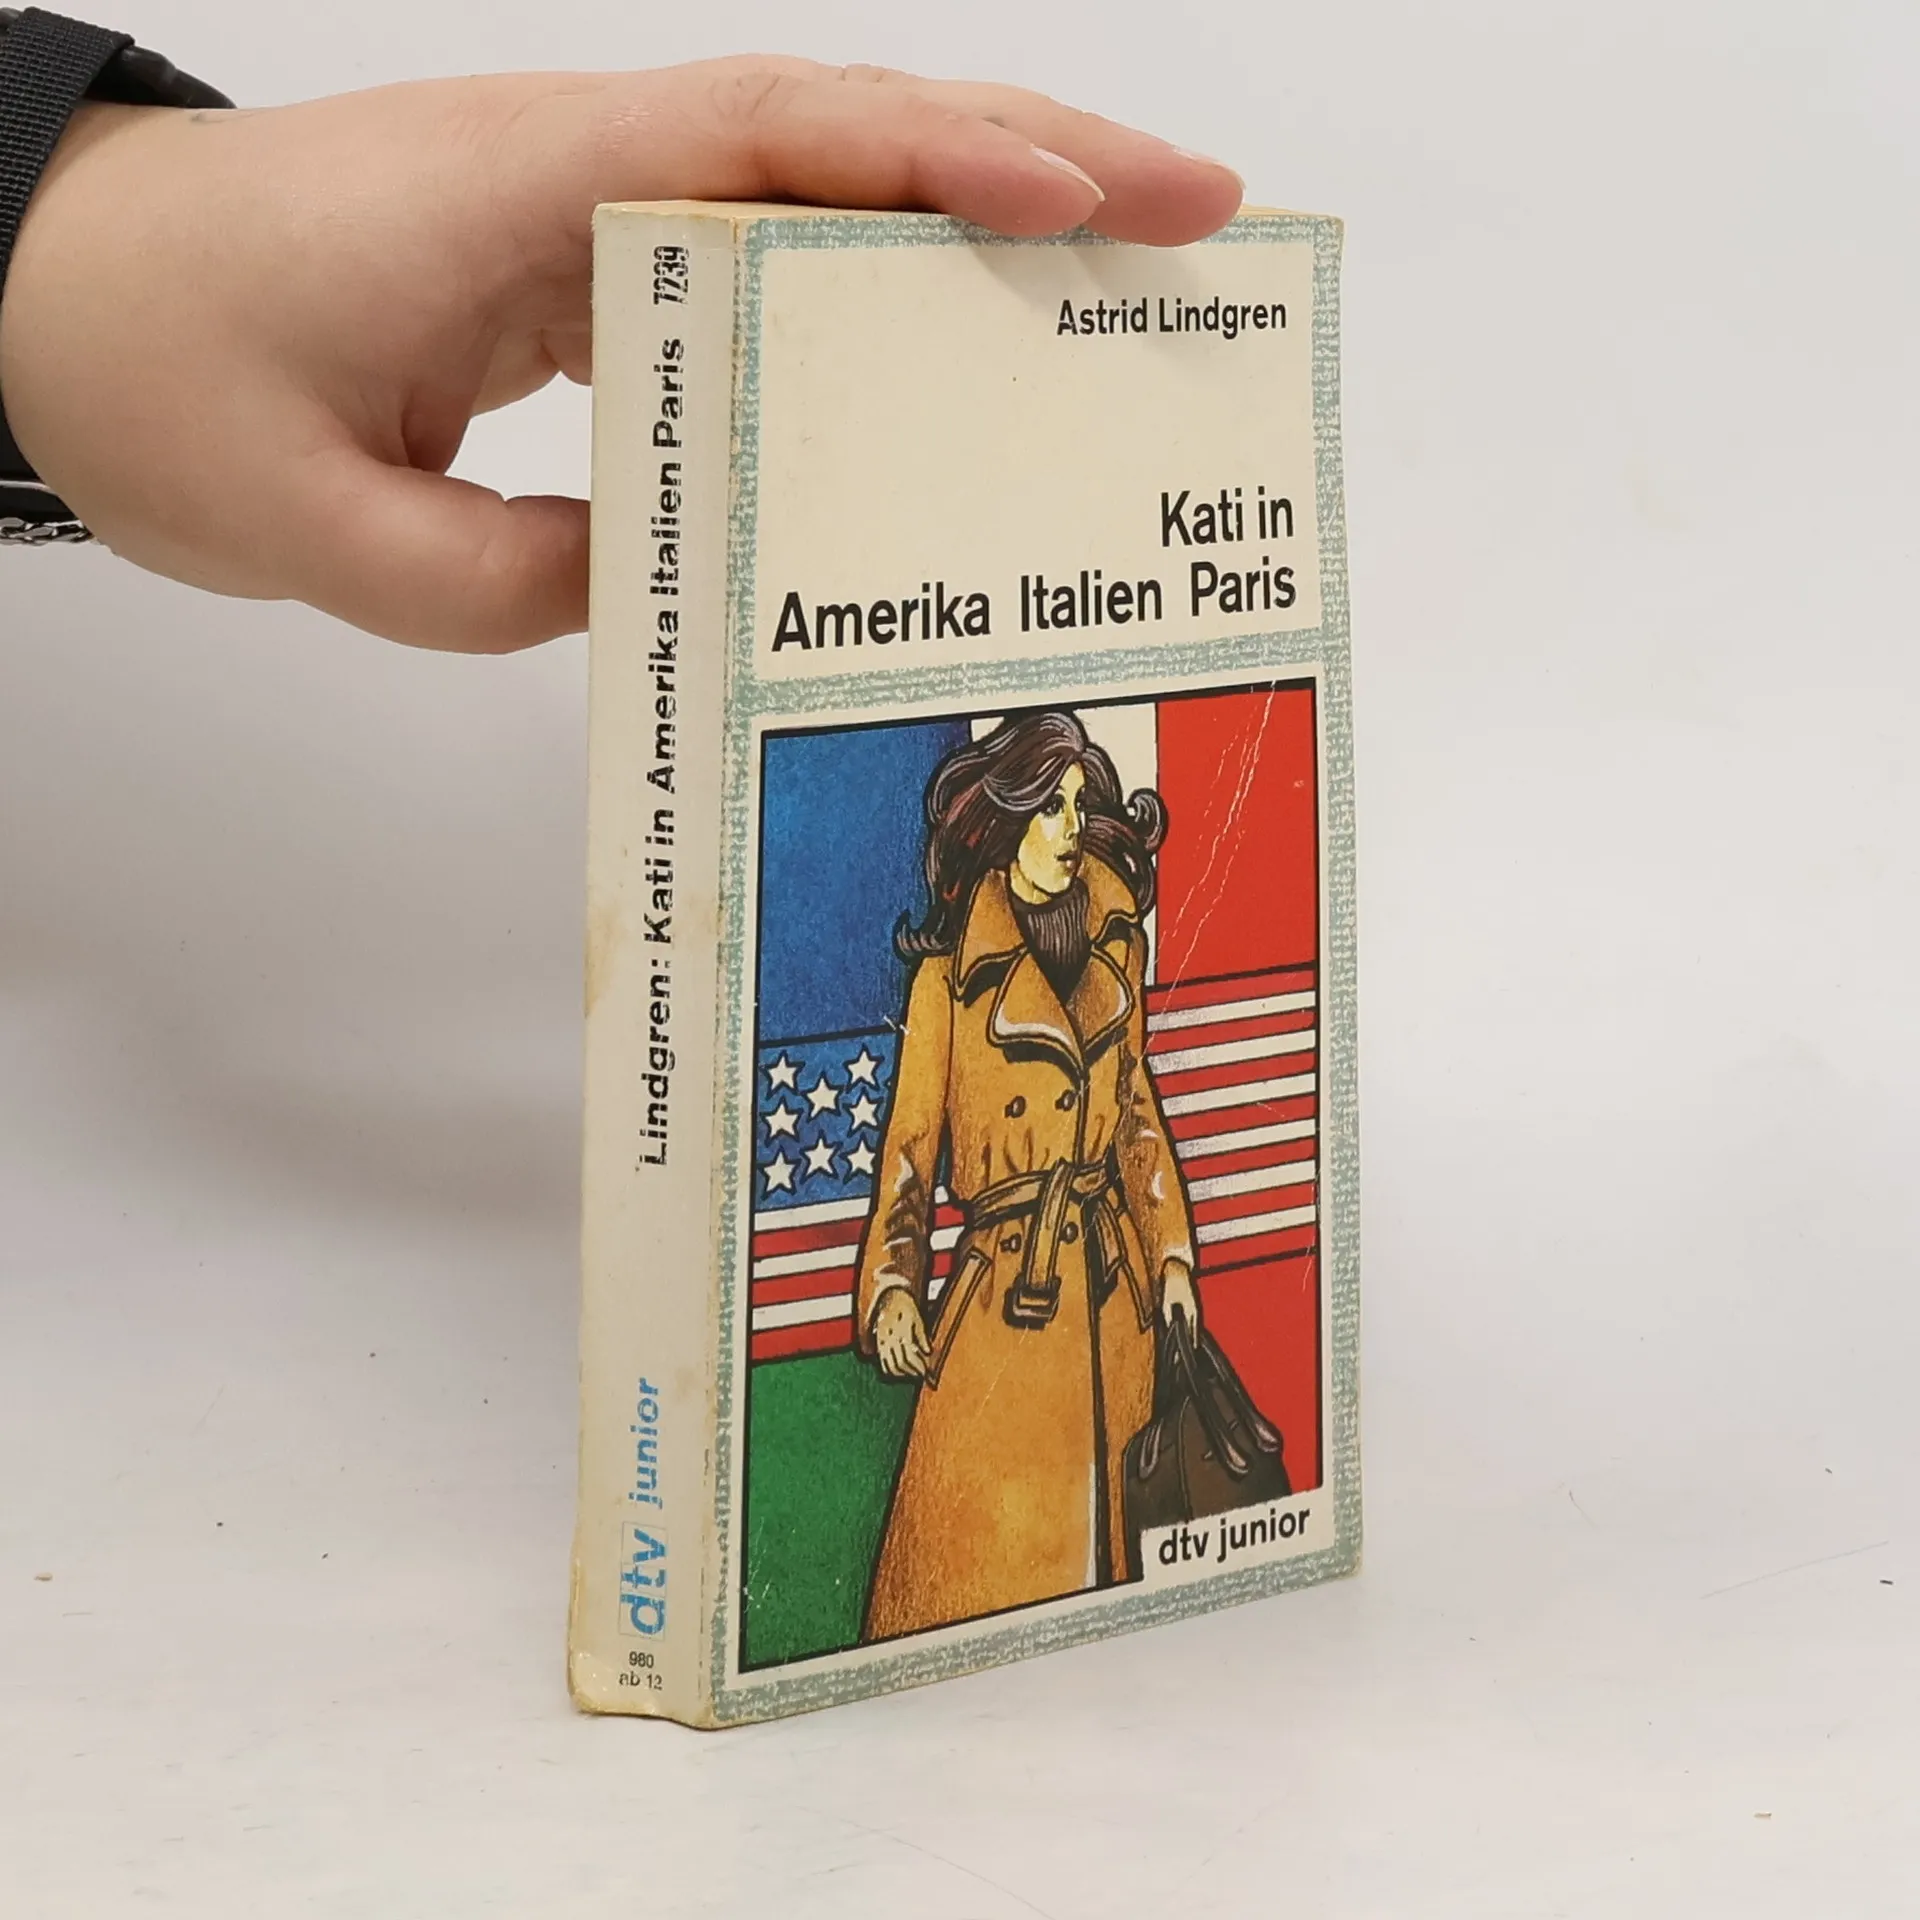 Astrid Lindgren
Kati in
Amerika Italien Paris
dtv junior
Lindgren: Kati in Amerika Italien Paris 7239
dtv junior
980
ab 12